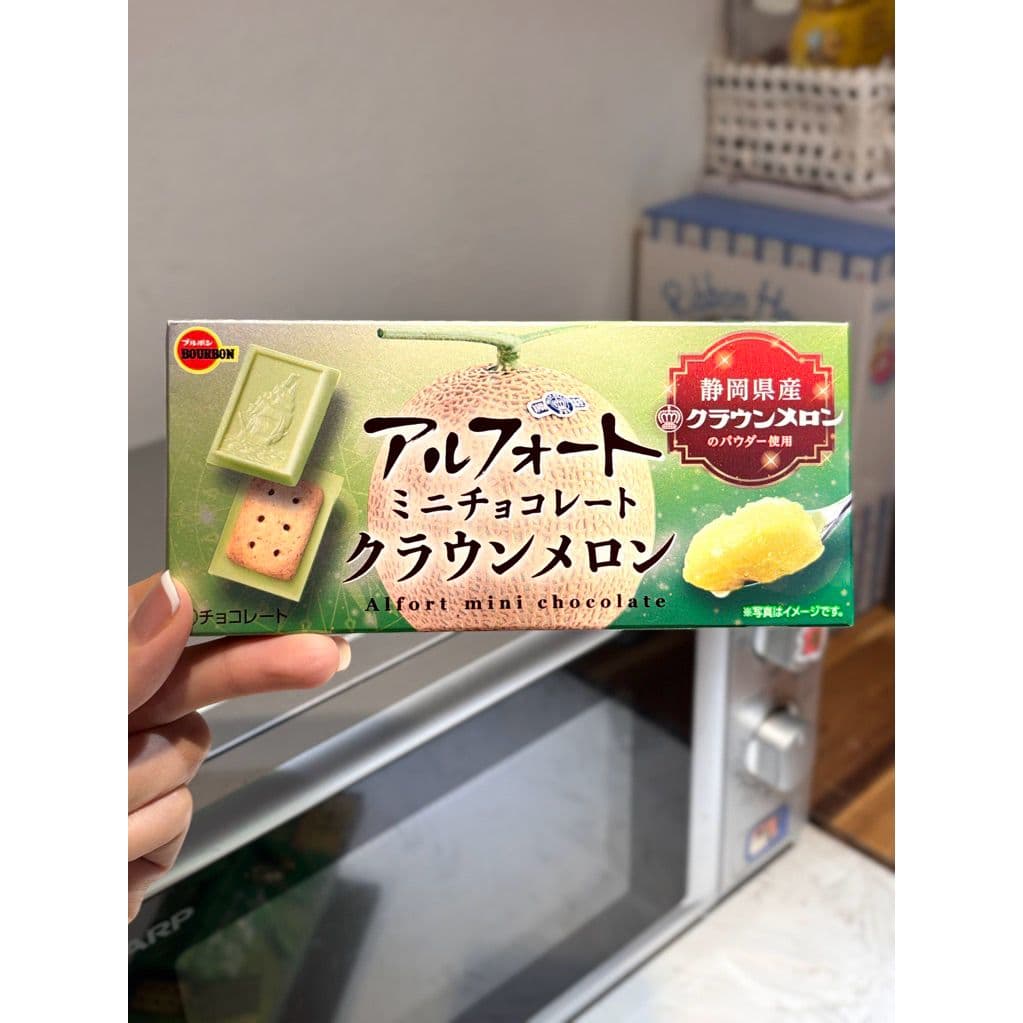 ブルボン
BOURBON
アルフォート
ミニチョコレート
クラウンメロン
Alfort mini chocolate
静岡県産
クラウンメロン
のパウダー使用
チョコレート
※写真はイメージです。
Ribbon
ARP